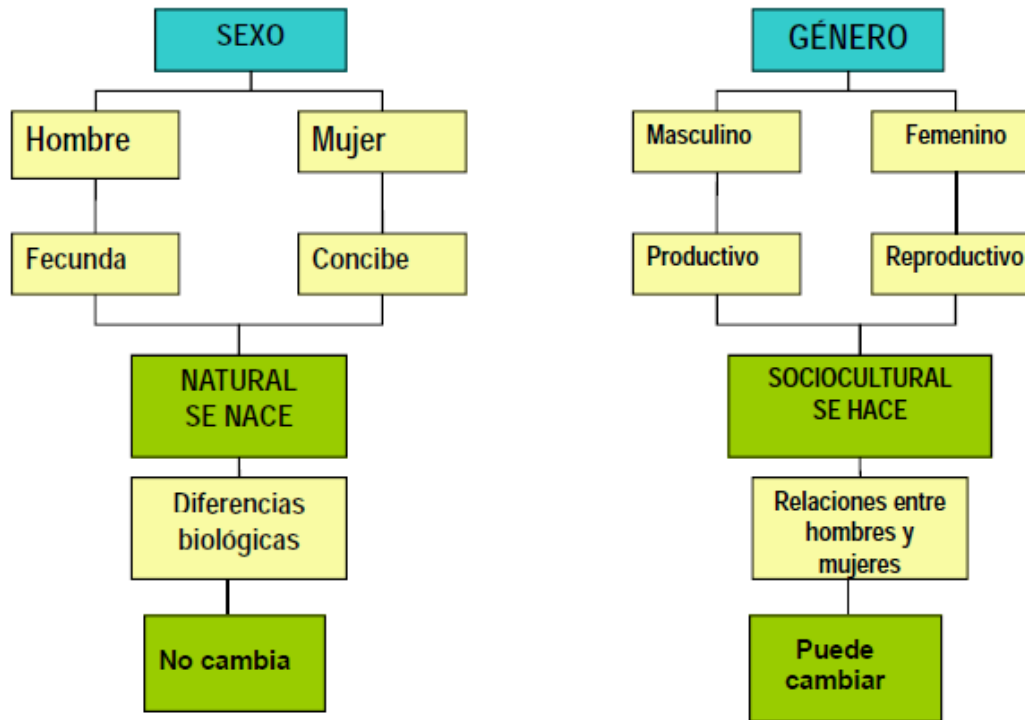 SEXO
Hombre
Mujer
Fecunda
Concibe
NATURAL
SE NACE
Diferencias
biológicas
No cambia
GÉNERO
Masculino
Femenino
Productivo
Reproductivo
SOCIOCULTURAL
SE HACE
Relaciones entre
hombres y
mujeres
Puede
cambiar